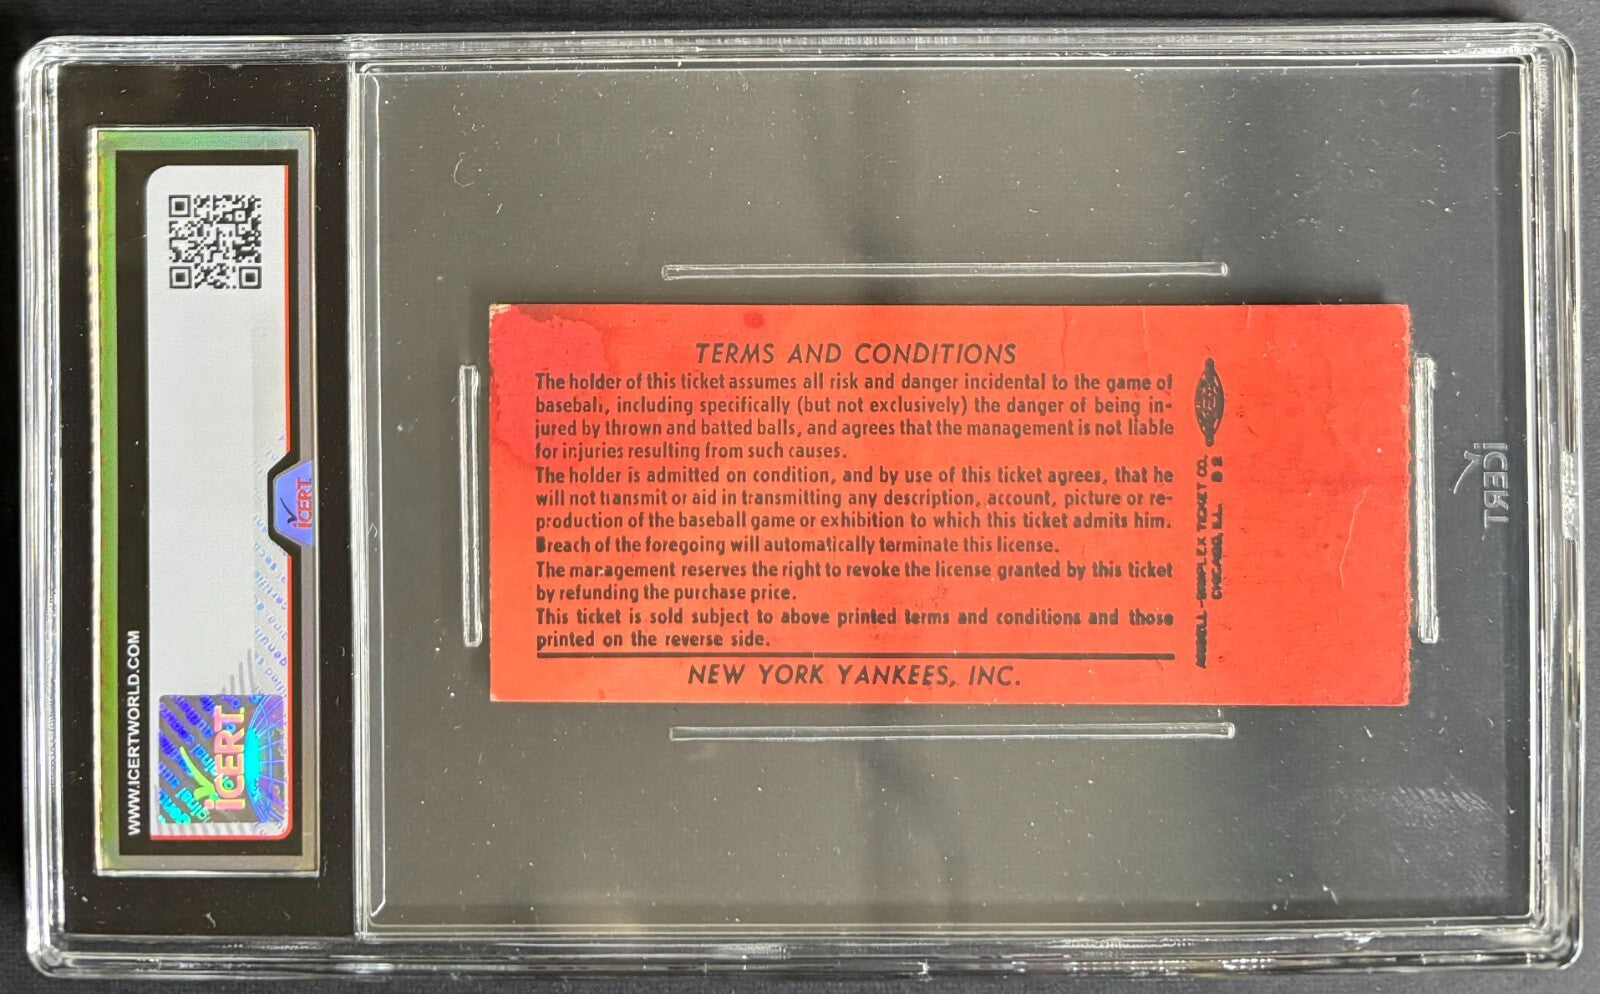 TERMS AND CONDITIONS
The holder of this ticket assumes all risk and danger incidental to the game of
baseball, including specifically (but not exclusively) the danger of being in-
jured by thrown and batted balls, and agrees that the management is not liable
for injuries resulting from such causes.
The holder is admitted on condition, and by use of this ticket agrees, that he
will not transmit or aid in transmitting any description, account, picture or re-
production of the baseball game or exhibition to which this ticket admits him.
Breach of the foregoing will automatically terminate this license.
The management reserves the right to revoke the license granted by this ticket
by refunding the purchase price.
This ticket is sold subject to above printed terms and conditions and those
printed on the reverse side.
NEW YORK YANKEES, INC.
TICKET CO.
CHICAGO, ILL.
WWW.ICERTWORLD.COM
iCERT
iCERT
iCERT